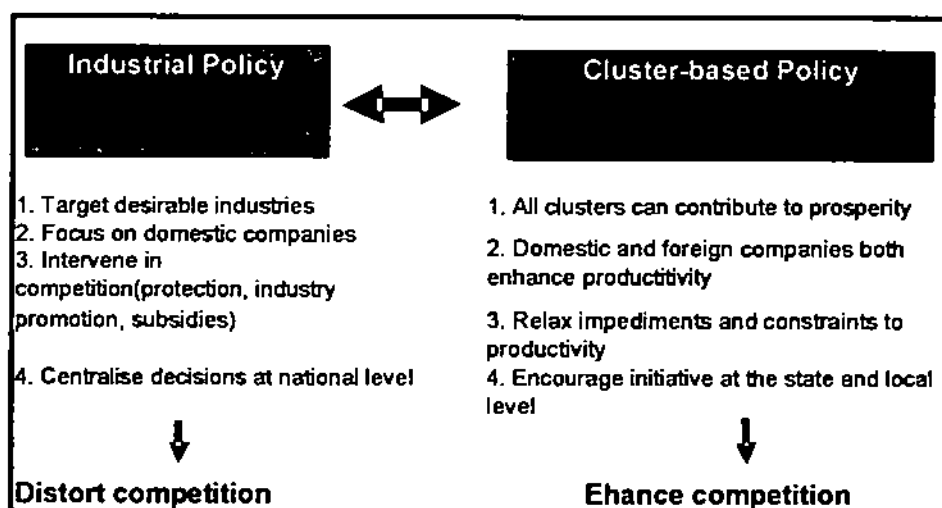 Industrial Policy
1. Target desirable industries
2. Focus on domestic companies
3. Intervene in
competition(protection, industry
promotion, subsidies)
4. Centralise decisions at national level
Distort competition
Cluster-based Policy
1. All clusters can contribute to prosperity
2. Domestic and foreign companies both
enhance productitivity
3. Relax impediments and constraints to
productivity
4. Encourage initiative at the state and local
level
Ehance competition